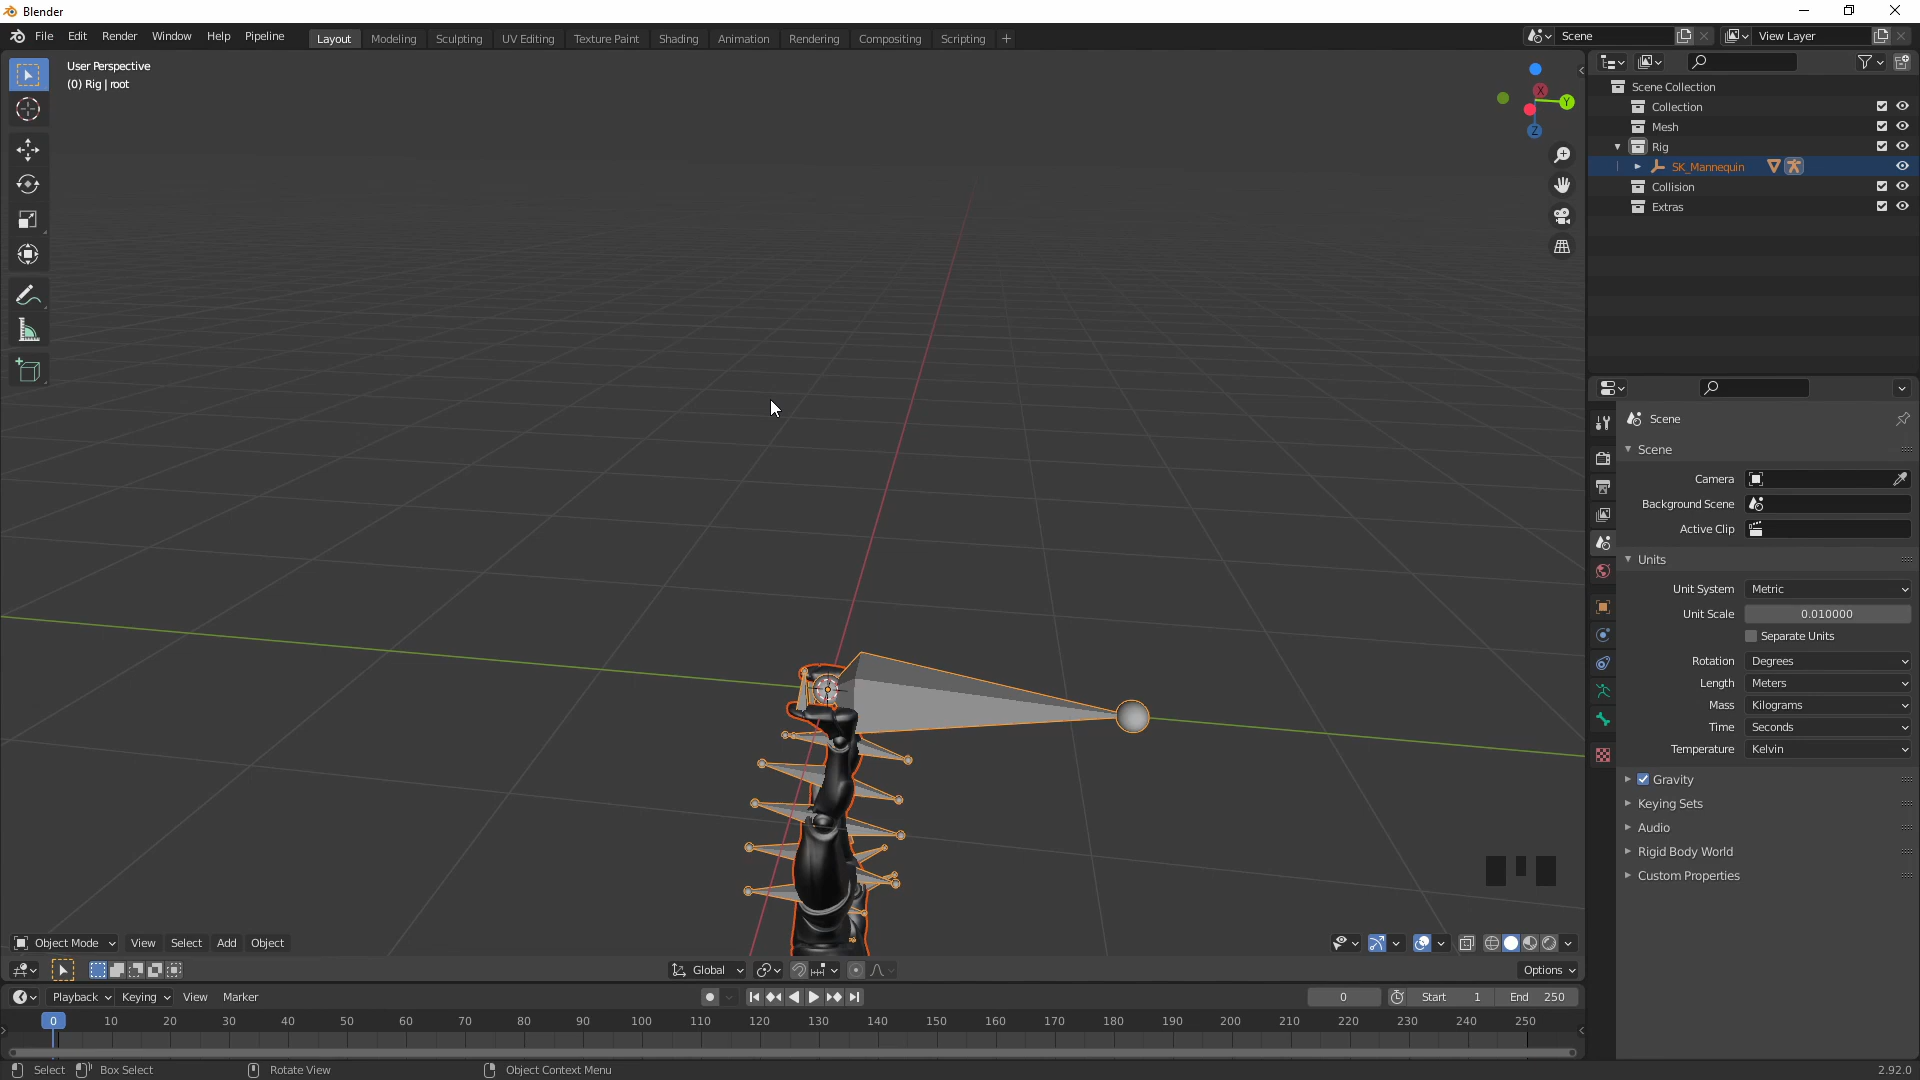 Blender
File Edit Render Window Help Pipeline Layout Modeling Sculpting UV Editing Texture Paint Shading Animation Rendering Compositing Scripting + Scene View Layer
User Perspective
(0) Rig | root
X
Y
Z
Scene Collection
Collection
Mesh
Rig
SK_Mannequin
Collision
Extras
Scene
Scene
Camera
Background Scene
Active Clip
Units
Unit System Metric
Unit Scale 0.010000
Separate Units
Rotation Degrees
Length Meters
Mass Kilograms
Time Seconds
Temperature Kelvin
Gravity
Keying Sets
Audio
Rigid Body World
Custom Properties
Object Mode View Select Add Object
Global Options
Playback Keying View Marker 0 Start 1 End 250
0 10 20 30 40 50 60 70 80 90 100 110 120 130 140 150 160 170 180 190 200 210 220 230 240 250
Select Box Select Rotate View Object Context Menu 2.92.0